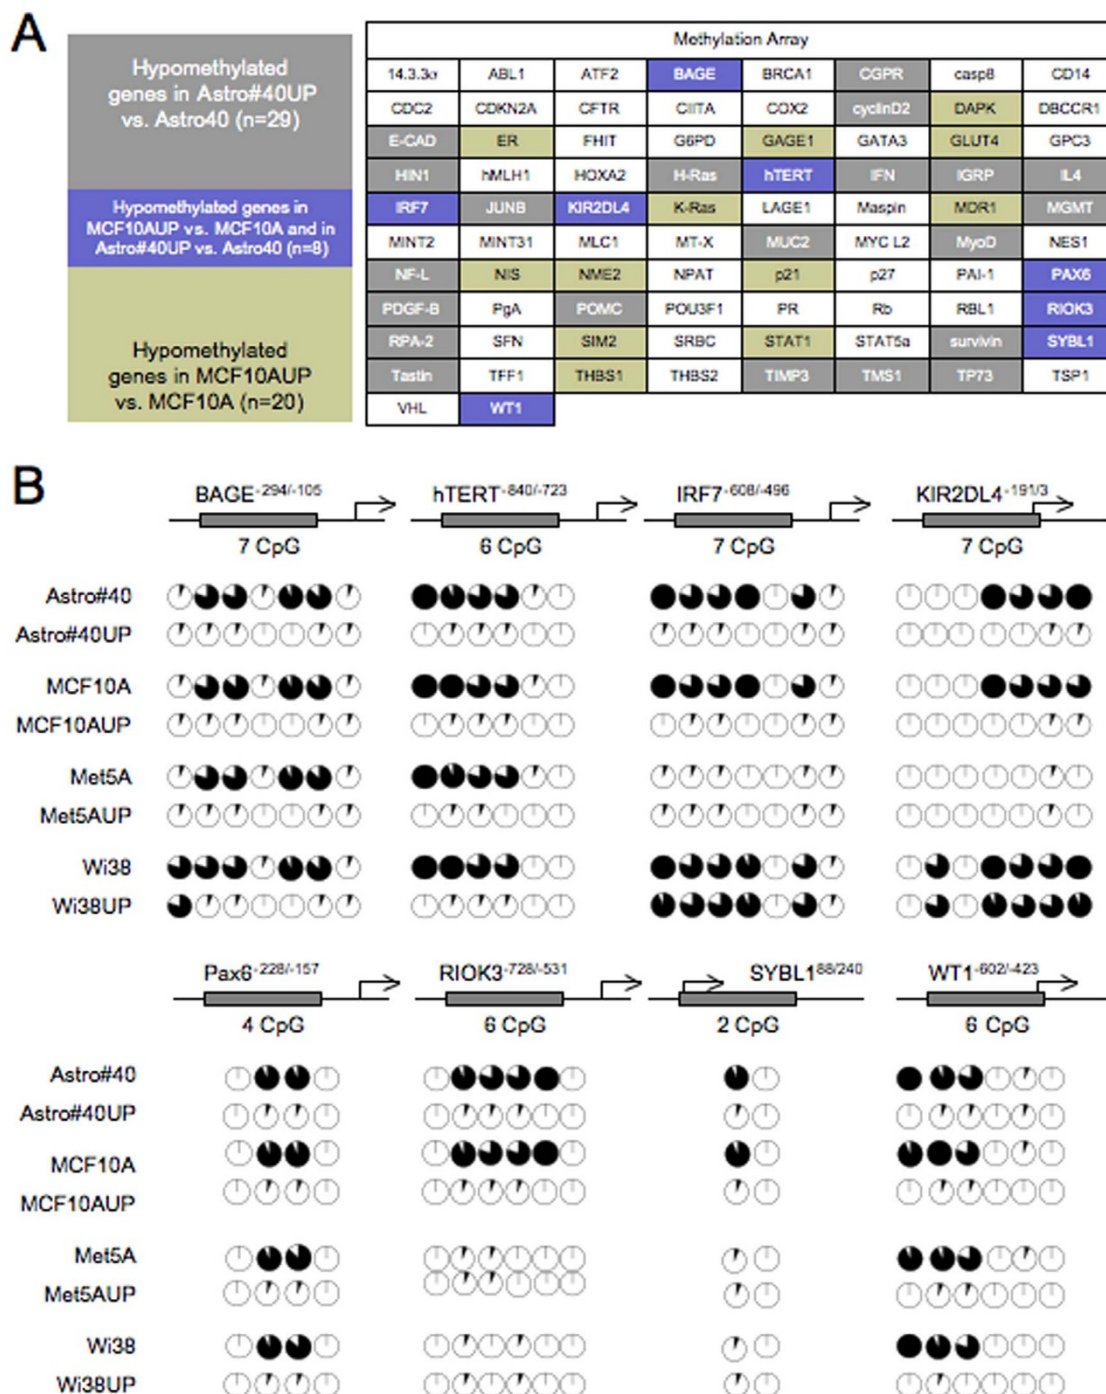 A
Hypomethylated
genes in Astro#40UP
vs. Astro40 (n=29)
Hypomethylated genes in
MCF10AUP vs. MCF10A and in
Astro#40UP vs. Astro40 (n=8)
Hypomethylated
genes in MCF10AUP
vs. MCF10A (n=20)
Methylation Array
14.3.3σ ABL1 ATF2 BAGE BRCA1 CGPR casp8 CD14
CDC2 CDKN2A CFTR CIITA COX2 cyclinD2 DAPK DBCCR1
E-CAD ER FHIT G6PD GAGE1 GATA3 GLUT4 GPC3
HIN1 hMLH1 HOXA2 H-Ras hTERT IFN IGRP IL4
IRF7 JUNB KIR2DL4 K-Ras LAGE1 Maspin MDR1 MGMT
MINT2 MINT31 MLC1 MT-X MUC2 MYC L2 MyoD NES1
NF-L NIS NME2 NPAT p21 p27 PAI-1 PAX6
PDGF-B PgA POMC POU3F1 PR Rb RBL1 RIOK3
RPA-2 SFN SIM2 SRBC STAT1 STAT5a survivin SYBL1
Tastin TFF1 THBS1 THBS2 TIMP3 TMS1 TP73 TSP1
VHL WT1
B
BAGE-294/-105 hTERT-840/-723 IRF7-608/-496 KIR2DL4-191/3
7 CpG 6 CpG 7 CpG 7 CpG
Astro#40
Astro#40UP
MCF10A
MCF10AUP
Met5A
Met5AUP
Wi38
Wi38UP
Pax6-228/-157 RIOK3-728/-531 SYBL1 88/240 WT1-602/-423
4 CpG 6 CpG 2 CpG 6 CpG
Astro#40
Astro#40UP
MCF10A
MCF10AUP
Met5A
Met5AUP
Wi38
Wi38UP